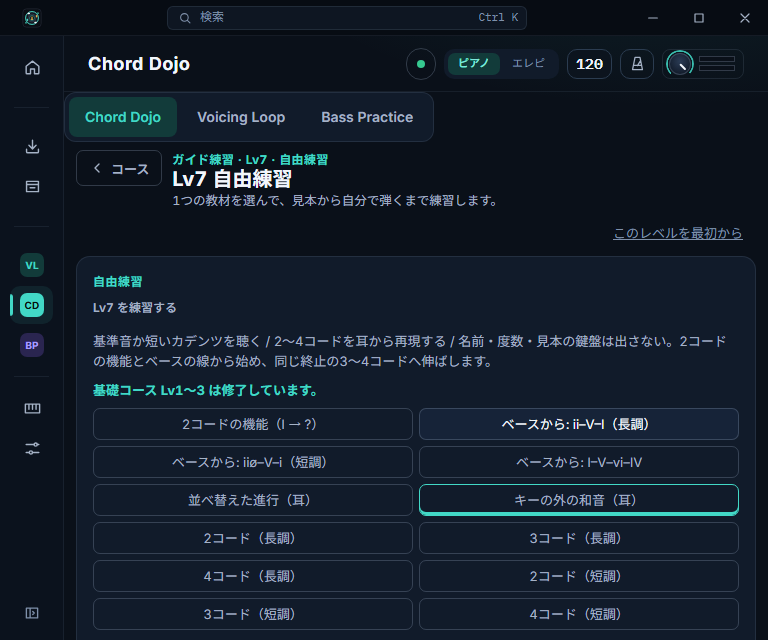 検索
Ctrl K
Chord Dojo
ピアノ
エレピ
120
Chord Dojo
Voicing Loop
Bass Practice
コース
ガイド練習 · Lv7 · 自由練習
Lv7 自由練習
1つの教材を選んで、見本から自分で弾くまで練習します。
このレベルを最初から
VL
CD
BP
自由練習
Lv7 を練習する
基準音か短いカデンツを聴く / 2〜4コードを耳から再現する / 名前・度数・見本の鍵盤は出さない。2コード
の機能とベースの線から始め、同じ終止の3〜4コードへ伸ばします。
基礎コース Lv1〜3 は修了しています。
2コードの機能（I → ?）
ベースから: ii–V–I（長調）
ベースから: iiø–V–i（短調）
ベースから: I–V–vi–IV
並べ替えた進行（耳）
キーの外の和音（耳）
2コード（長調）
3コード（長調）
4コード（長調）
2コード（短調）
3コード（短調）
4コード（短調）